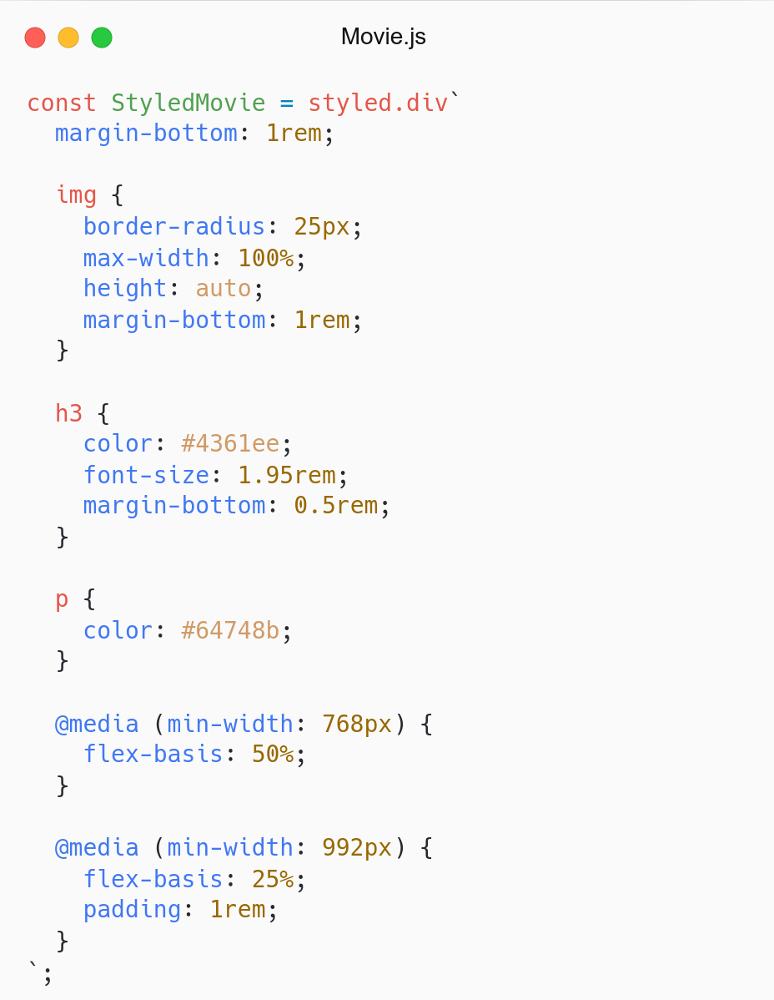 Movie.js
const StyledMovie = styled.div`
  margin-bottom: 1rem;

  img {
    border-radius: 25px;
    max-width: 100%;
    height: auto;
    margin-bottom: 1rem;
  }

  h3 {
    color: #4361ee;
    font-size: 1.95rem;
    margin-bottom: 0.5rem;
  }

  p {
    color: #64748b;
  }

  @media (min-width: 768px) {
    flex-basis: 50%;
  }

  @media (min-width: 992px) {
    flex-basis: 25%;
    padding: 1rem;
  }
`;